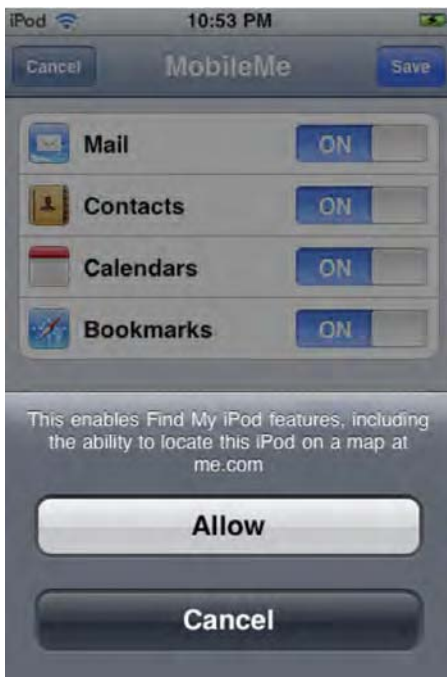 iPod 10:53 PM
Cancel MobileMe Save
Mail ON
Contacts ON
Calendars ON
Bookmarks ON
This enables Find My iPod features, including
the ability to locate this iPod on a map at
me.com
Allow
Cancel